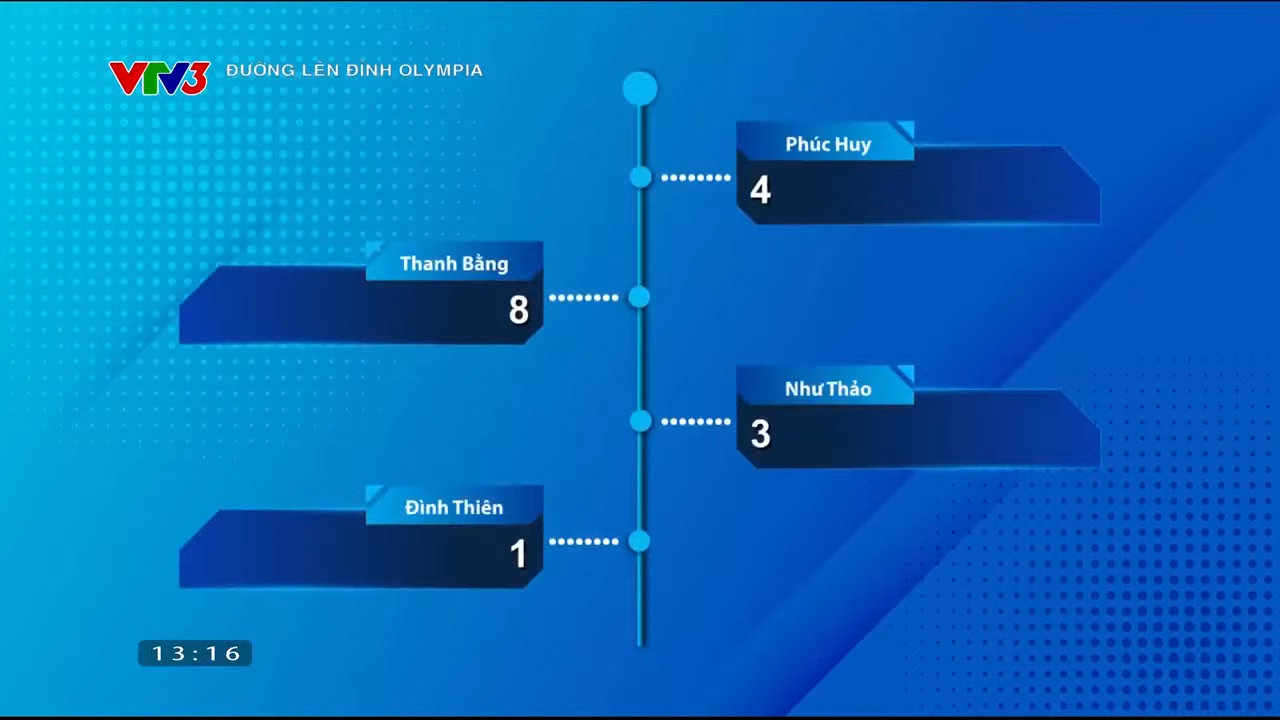 VTV3 ĐƯỜNG LÊN ĐỈNH OLYMPIA
Phúc Huy
4
Thanh Bằng
8
Như Thảo
3
Đình Thiên
1
13:16